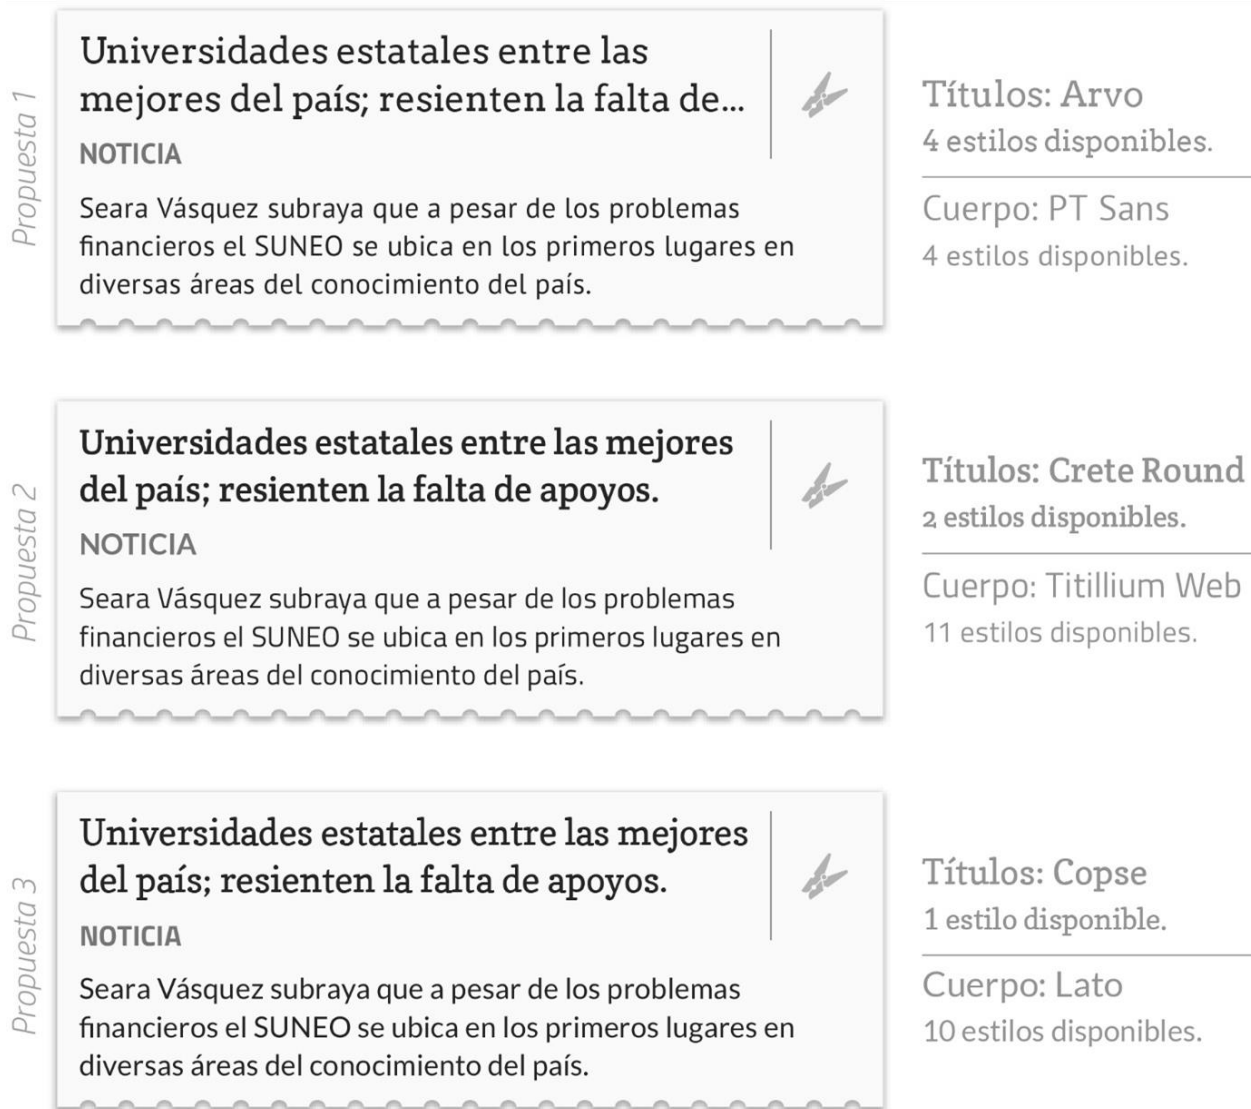 Propuesta 1
Universidades estatales entre las
mejores del país; resienten la falta de...
NOTICIA
Seara Vásquez subraya que a pesar de los problemas
financieros el SUNEO se ubica en los primeros lugares en
diversas áreas del conocimiento del país.
Títulos: Arvo
4 estilos disponibles.
Cuerpo: PT Sans
4 estilos disponibles.
Propuesta 2
Universidades estatales entre las mejores
del país; resienten la falta de apoyos.
NOTICIA
Seara Vásquez subraya que a pesar de los problemas
financieros el SUNEO se ubica en los primeros lugares en
diversas áreas del conocimiento del país.
Títulos: Crete Round
2 estilos disponibles.
Cuerpo: Titillium Web
11 estilos disponibles.
Propuesta 3
Universidades estatales entre las mejores
del país; resienten la falta de apoyos.
NOTICIA
Seara Vásquez subraya que a pesar de los problemas
financieros el SUNEO se ubica en los primeros lugares en
diversas áreas del conocimiento del país.
Títulos: Copse
1 estilo disponible.
Cuerpo: Lato
10 estilos disponibles.